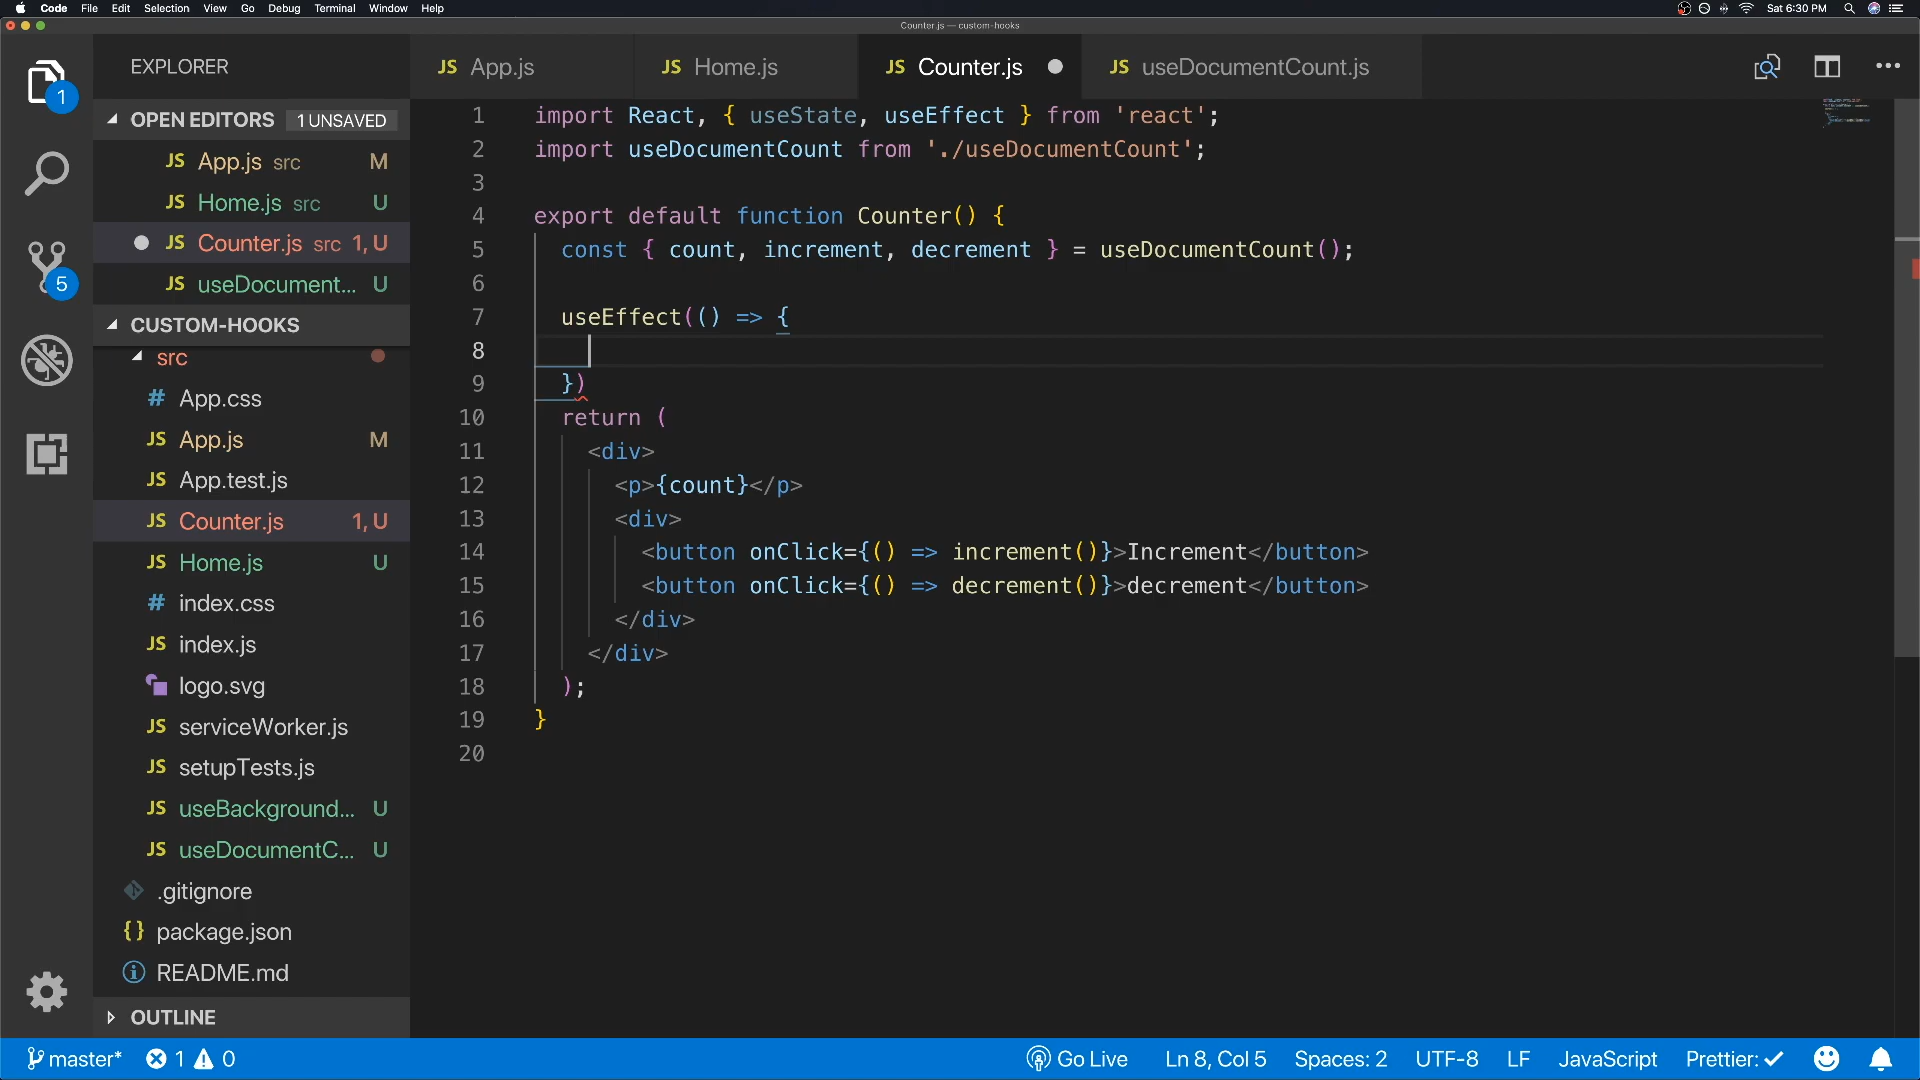 Code File Edit Selection View Go Debug Terminal Window Help
Sat 6:30 PM
Counter.js — custom-hooks
1
5
EXPLORER
OPEN EDITORS 1 UNSAVED
JS App.js src M
JS Home.js src U
JS Counter.js src 1, U
JS useDocument... U
CUSTOM-HOOKS
src
# App.css
JS App.js M
JS App.test.js
JS Counter.js 1, U
JS Home.js U
# index.css
JS index.js
logo.svg
JS serviceWorker.js
JS setupTests.js
JS useBackground... U
JS useDocumentC... U
.gitignore
{} package.json
README.md
OUTLINE
JS App.js JS Home.js JS Counter.js JS useDocumentCount.js
1 import React, { useState, useEffect } from 'react';
2 import useDocumentCount from './useDocumentCount';
3
4 export default function Counter() {
5 const { count, increment, decrement } = useDocumentCount();
6
7 useEffect(() => {
8
9 })
10 return (
11 <div>
12 <p>{count}</p>
13 <div>
14 <button onClick={() => increment()}>Increment</button>
15 <button onClick={() => decrement()}>decrement</button>
16 </div>
17 </div>
18 );
19 }
20
master* 1 0 Go Live Ln 8, Col 5 Spaces: 2 UTF-8 LF JavaScript Prettier: ✓